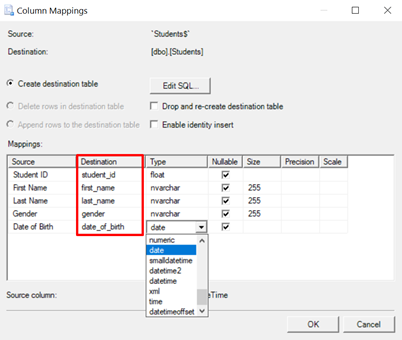 Column Mappings
Source: `Students$`
Destination: [dbo].[Students]
Create destination table
Edit SQL...
Delete rows in destination table
Drop and re-create destination table
Append rows to the destination table
Enable identity insert
Mappings:
Source Destination Type Nullable Size Precision Scale
Student ID student_id float
First Name first_name nvarchar 255
Last Name last_name nvarchar 255
Gender gender nvarchar 255
Date of Birth date_of_birth date
numeric
date
smalldatetime
datetime2
datetime
xml
time
datetimeoffset
Source column: eTime
OK Cancel